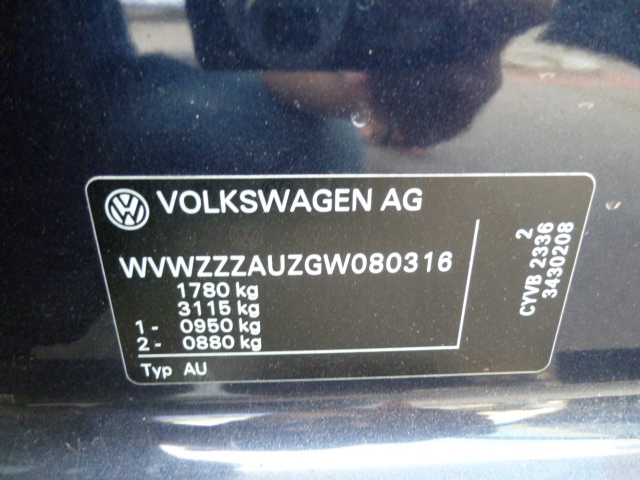 VOLKSWAGEN AG
WVWZZZAUZGW080316
1780 kg
3115 kg
1 - 0950 kg
2 - 0880 kg
Typ AU
2
CYVB 2336
3430208